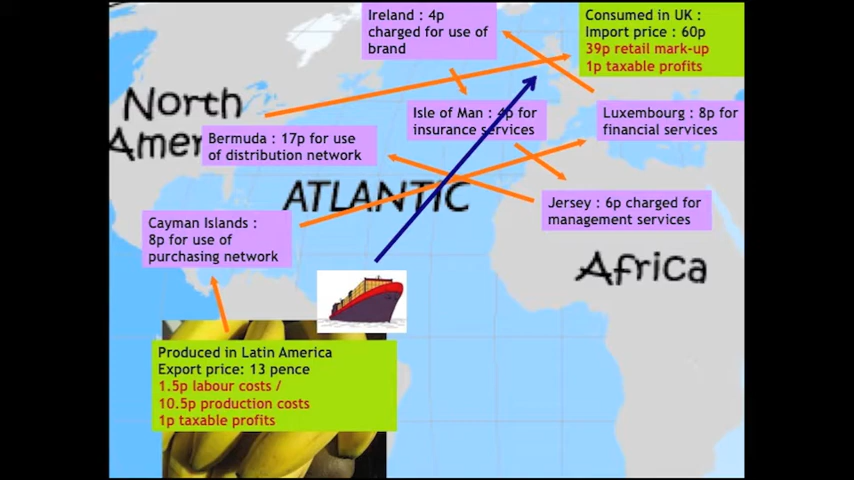 Ireland : 4p
charged for use of
brand
Consumed in UK :
Import price : 60p
39p retail mark-up
1p taxable profits
North
Isle of Man : 4p for
insurance services
Luxembourg : 8p for
financial services
Amer
Bermuda : 17p for use
of distribution network
ATLANTIC
Jersey : 6p charged for
management services
Cayman Islands :
8p for use of
purchasing network
Africa
Produced in Latin America
Export price: 13 pence
1.5p labour costs /
10.5p production costs
1p taxable profits